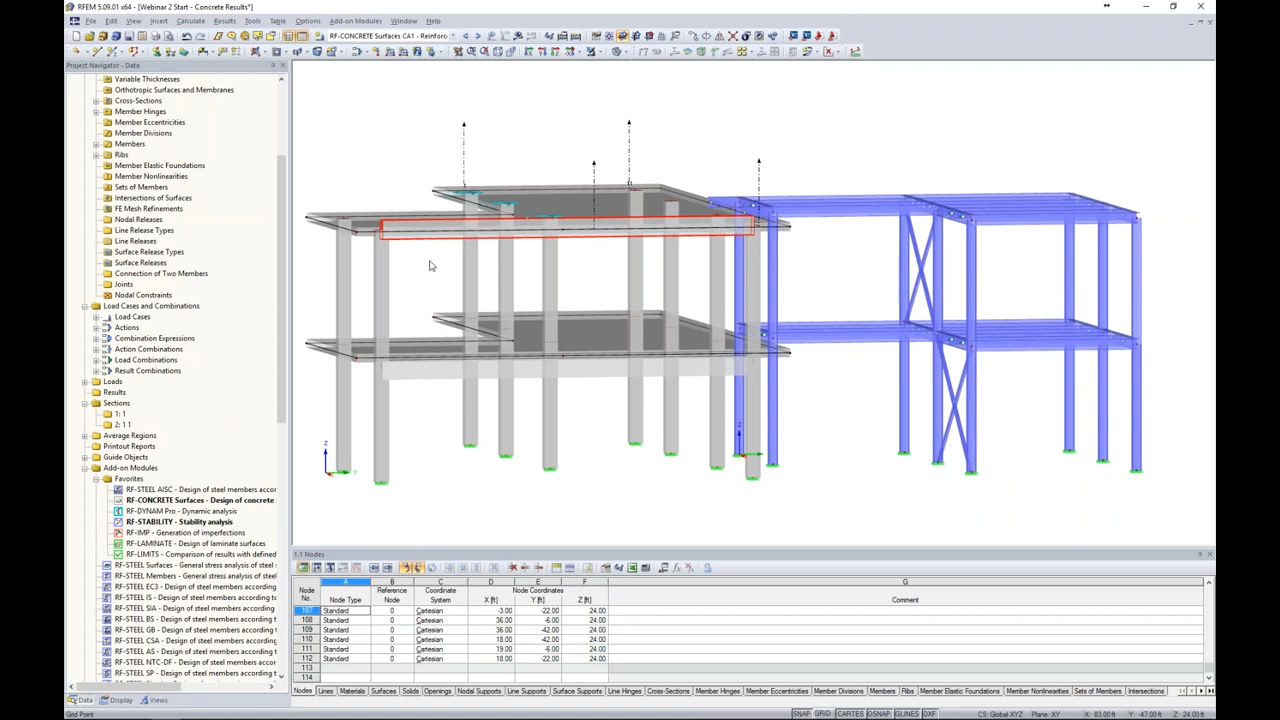 RFEM 5.09.01 x64 - [Webinar 2 Start - Concrete Results*]
File Edit View Insert Calculate Results Tools Table Options Add-on Modules Window Help
RF-CONCRETE Surfaces CA1 - Reinforc
Project Navigator - Data
Variable Thicknesses
Orthotropic Surfaces and Membranes
Cross-Sections
Member Hinges
Member Eccentricities
Member Divisions
Members
Ribs
Member Elastic Foundations
Member Nonlinearities
Sets of Members
Intersections of Surfaces
FE Mesh Refinements
Nodal Releases
Line Release Types
Line Releases
Surface Release Types
Surface Releases
Connection of Two Members
Joints
Nodal Constraints
Load Cases and Combinations
Load Cases
Actions
Combination Expressions
Action Combinations
Load Combinations
Result Combinations
Loads
Results
Sections
1: 1
2: 1 1
Average Regions
Printout Reports
Guide Objects
Add-on Modules
Favorites
RF-STEEL AISC - Design of steel members accor
RF-CONCRETE Surfaces - Design of concrete
RF-DYNAM Pro - Dynamic analysis
RF-STABILITY - Stability analysis
RF-IMP - Generation of imperfections
RF-LAMINATE - Design of laminate surfaces
RF-LIMITS - Comparison of results with defined
RF-STEEL Surfaces - General stress analysis of steel
RF-STEEL Members - General stress analysis of steel
RF-STEEL EC3 - Design of steel members according
RF-STEEL IS - Design of steel members according to
RF-STEEL SIA - Design of steel members according
RF-STEEL BS - Design of steel members according to
RF-STEEL GB - Design of steel members according
RF-STEEL CSA - Design of steel members according
RF-STEEL AS - Design of steel members according to
RF-STEEL NTC-DF - Design of steel members accord
RF-STEEL SP - Design of steel members according to
Data Display Views
Z
Y
Z
1.1 Nodes
A B C D E F G
Node Reference Coordinate Node Coordinates
No. Node Type Node System X [ft] Y [ft] Z [ft] Comment
107 Standard 0 Cartesian -3.00 -22.00 24.00
108 Standard 0 Cartesian 36.00 -6.00 24.00
109 Standard 0 Cartesian 36.00 -42.00 24.00
110 Standard 0 Cartesian 18.00 -42.00 24.00
111 Standard 0 Cartesian 19.00 -6.00 24.00
112 Standard 0 Cartesian 18.00 -22.00 24.00
113
114
Nodes Lines Materials Surfaces Solids Openings Nodal Supports Line Supports Surface Supports Line Hinges Cross-Sections Member Hinges Member Eccentricities Member Divisions Members Ribs Member Elastic Foundations Member Nonlinearities Sets of Members Intersections
Grid Point SNAP GRID CARTES OSNAP GLINES DXF CS: Global XYZ Plane: XY X: 83.00 ft Y: -47.00 ft Z: 24.00 ft